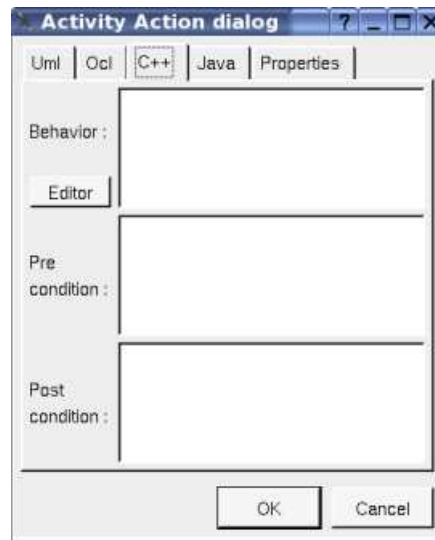 Activity Action dialog ? _ □ X
Uml Ocl C++ Java Properties
Behavior :
Editor
Pre
condition :
Post
condition :
OK Cancel